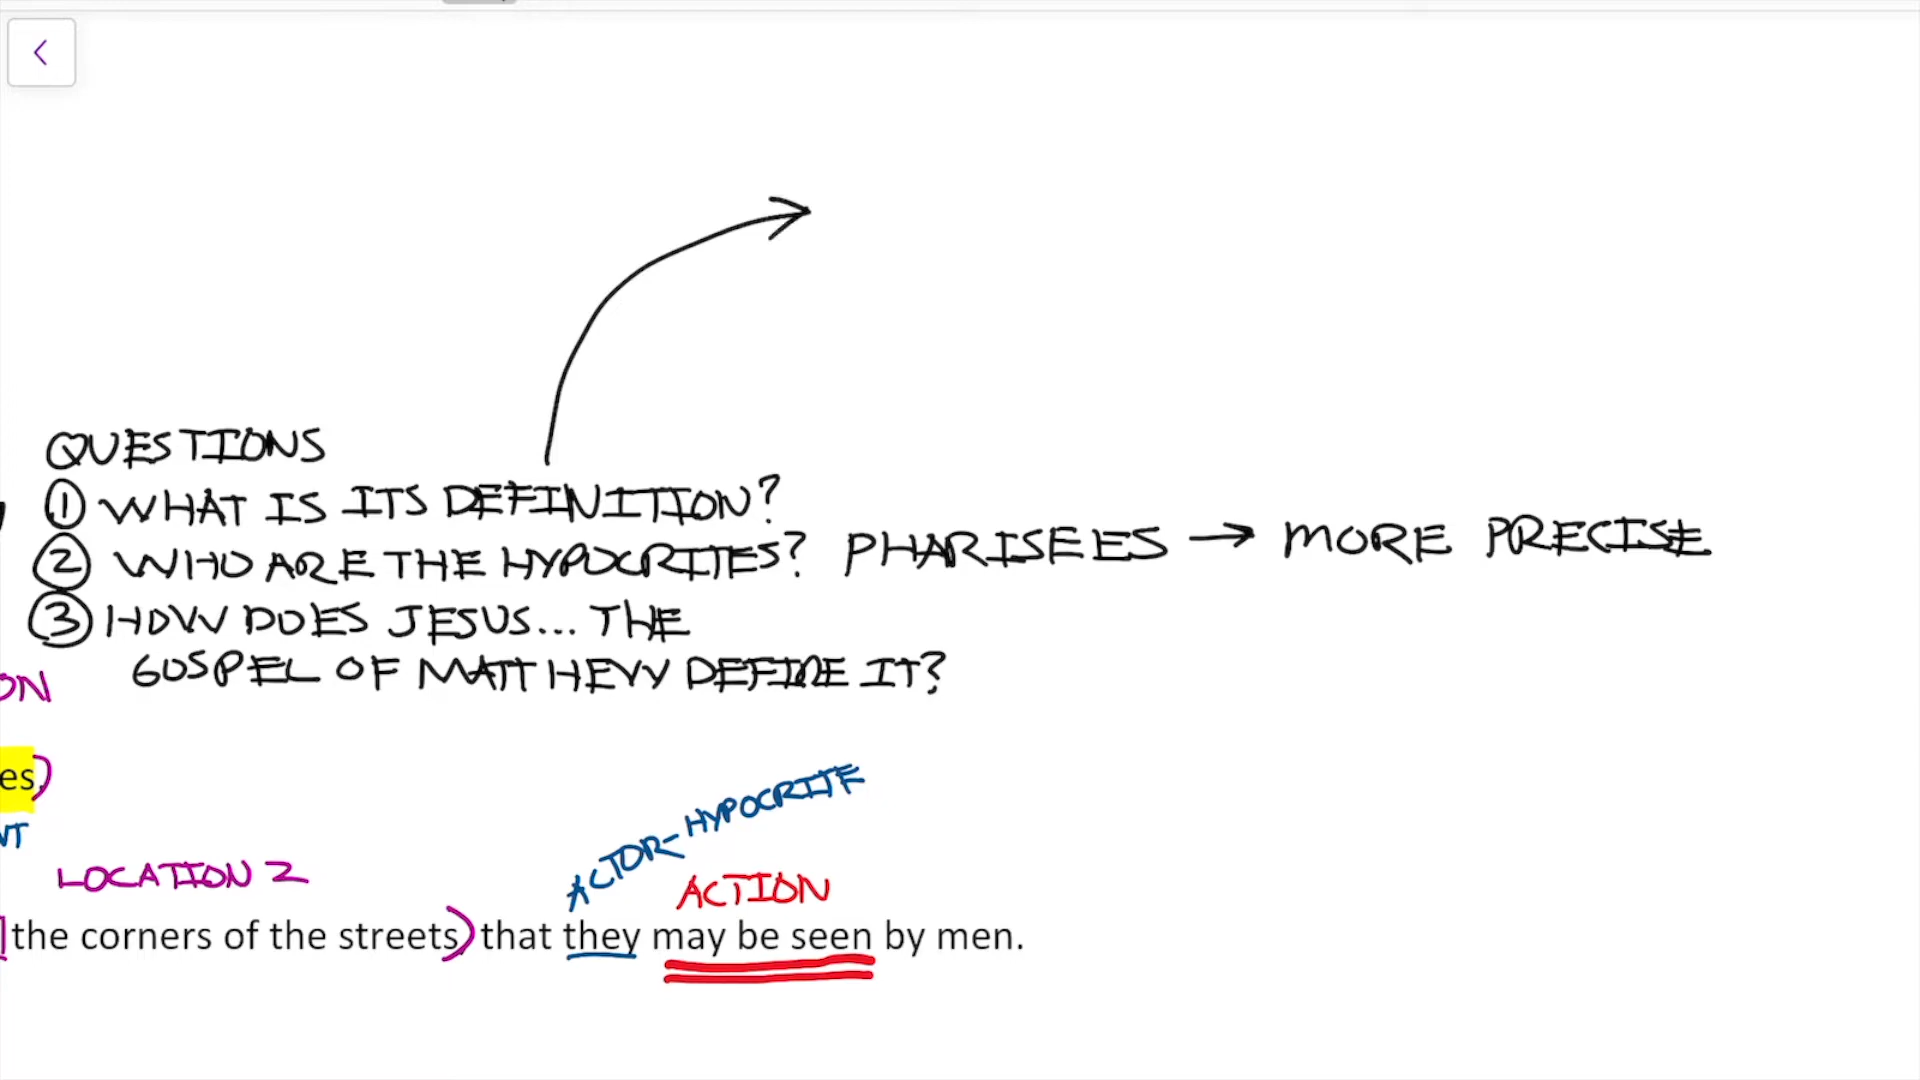 QUESTIONS
① WHAT IS ITS DEFINITION?
② WHO ARE THE HYPOCRITES? PHARISEES → MORE PRECISE
③ HOW DOES JESUS... THE
GOSPEL OF MATTHEW DEFINE IT?
ON
es,)
NT
ACTOR-HYPOCRITE
LOCATION 2
ACTION
the corners of the streets) that they may be seen by men.